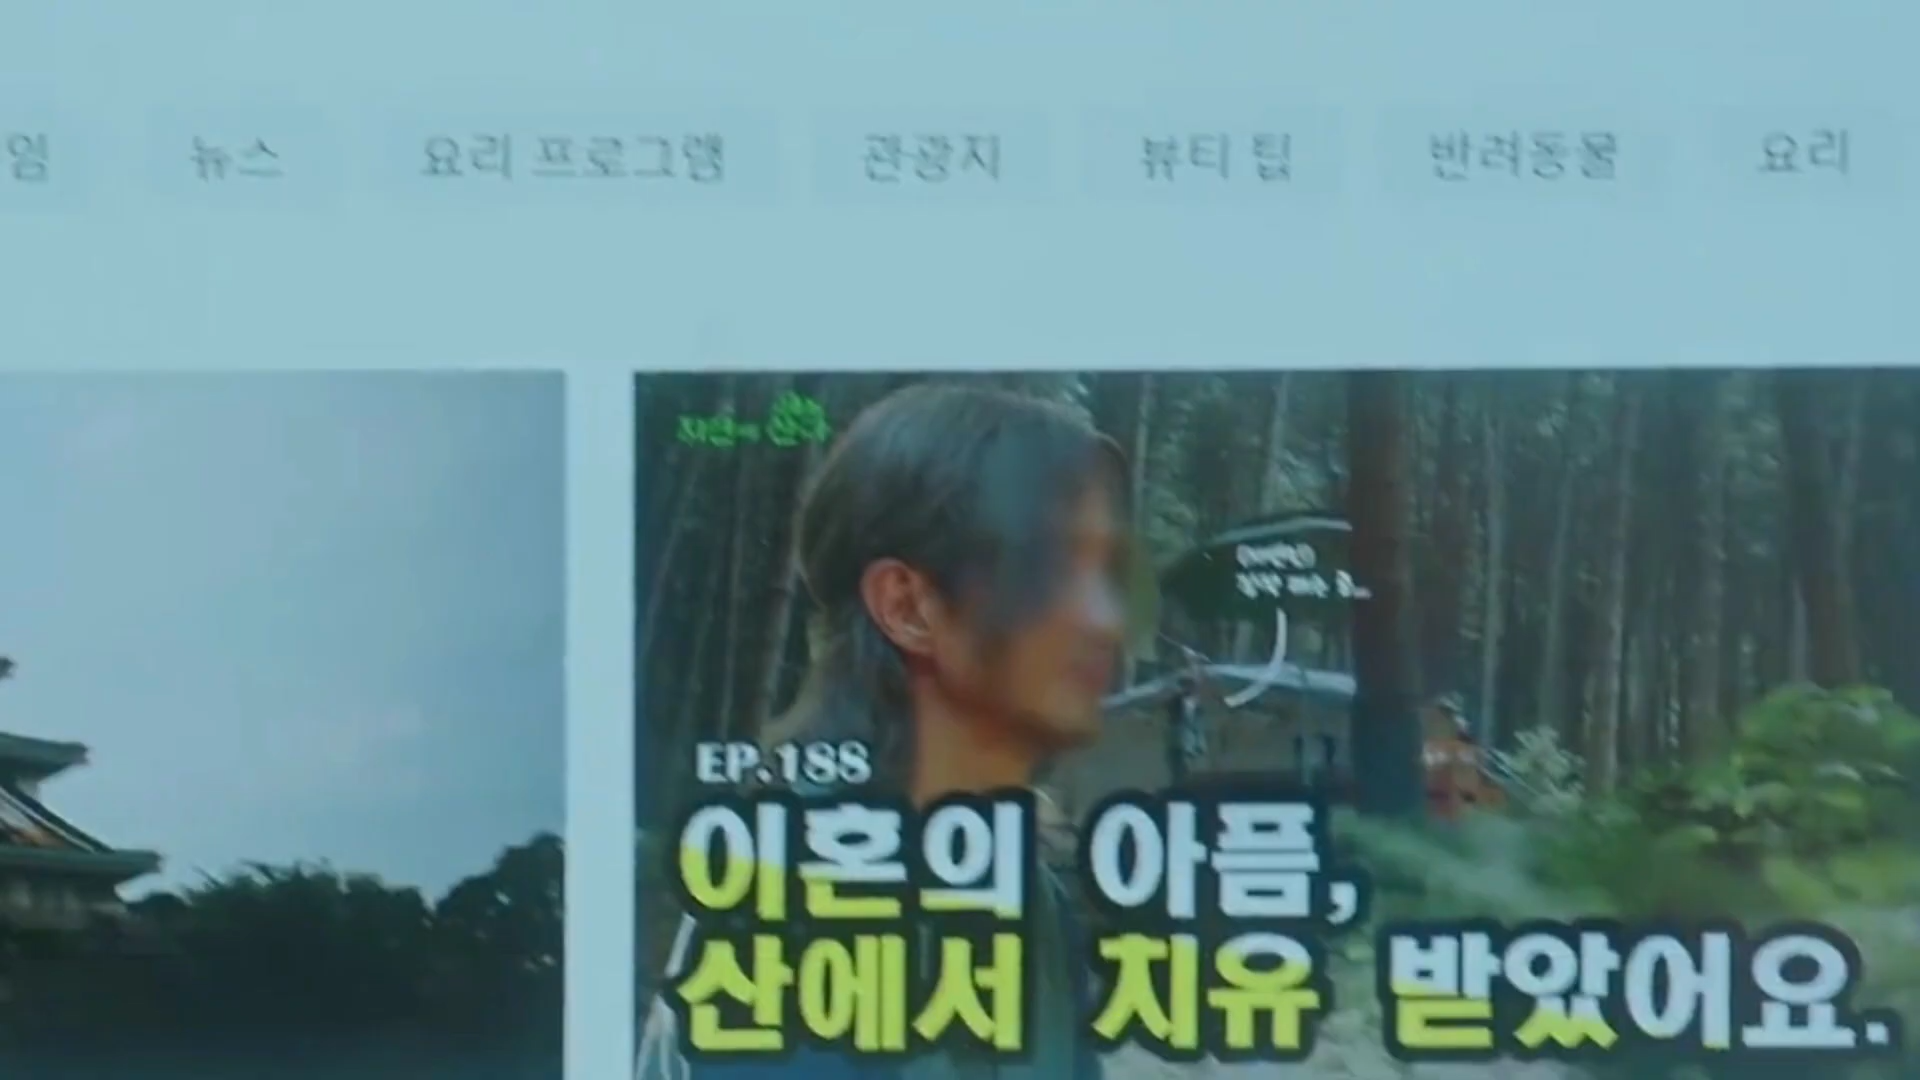 임 뉴스 요리 프로그램 관광지 뷰티 팁 반려동물 요리
EP.188
이혼의 아픔,
산에서 치유 받았어요.